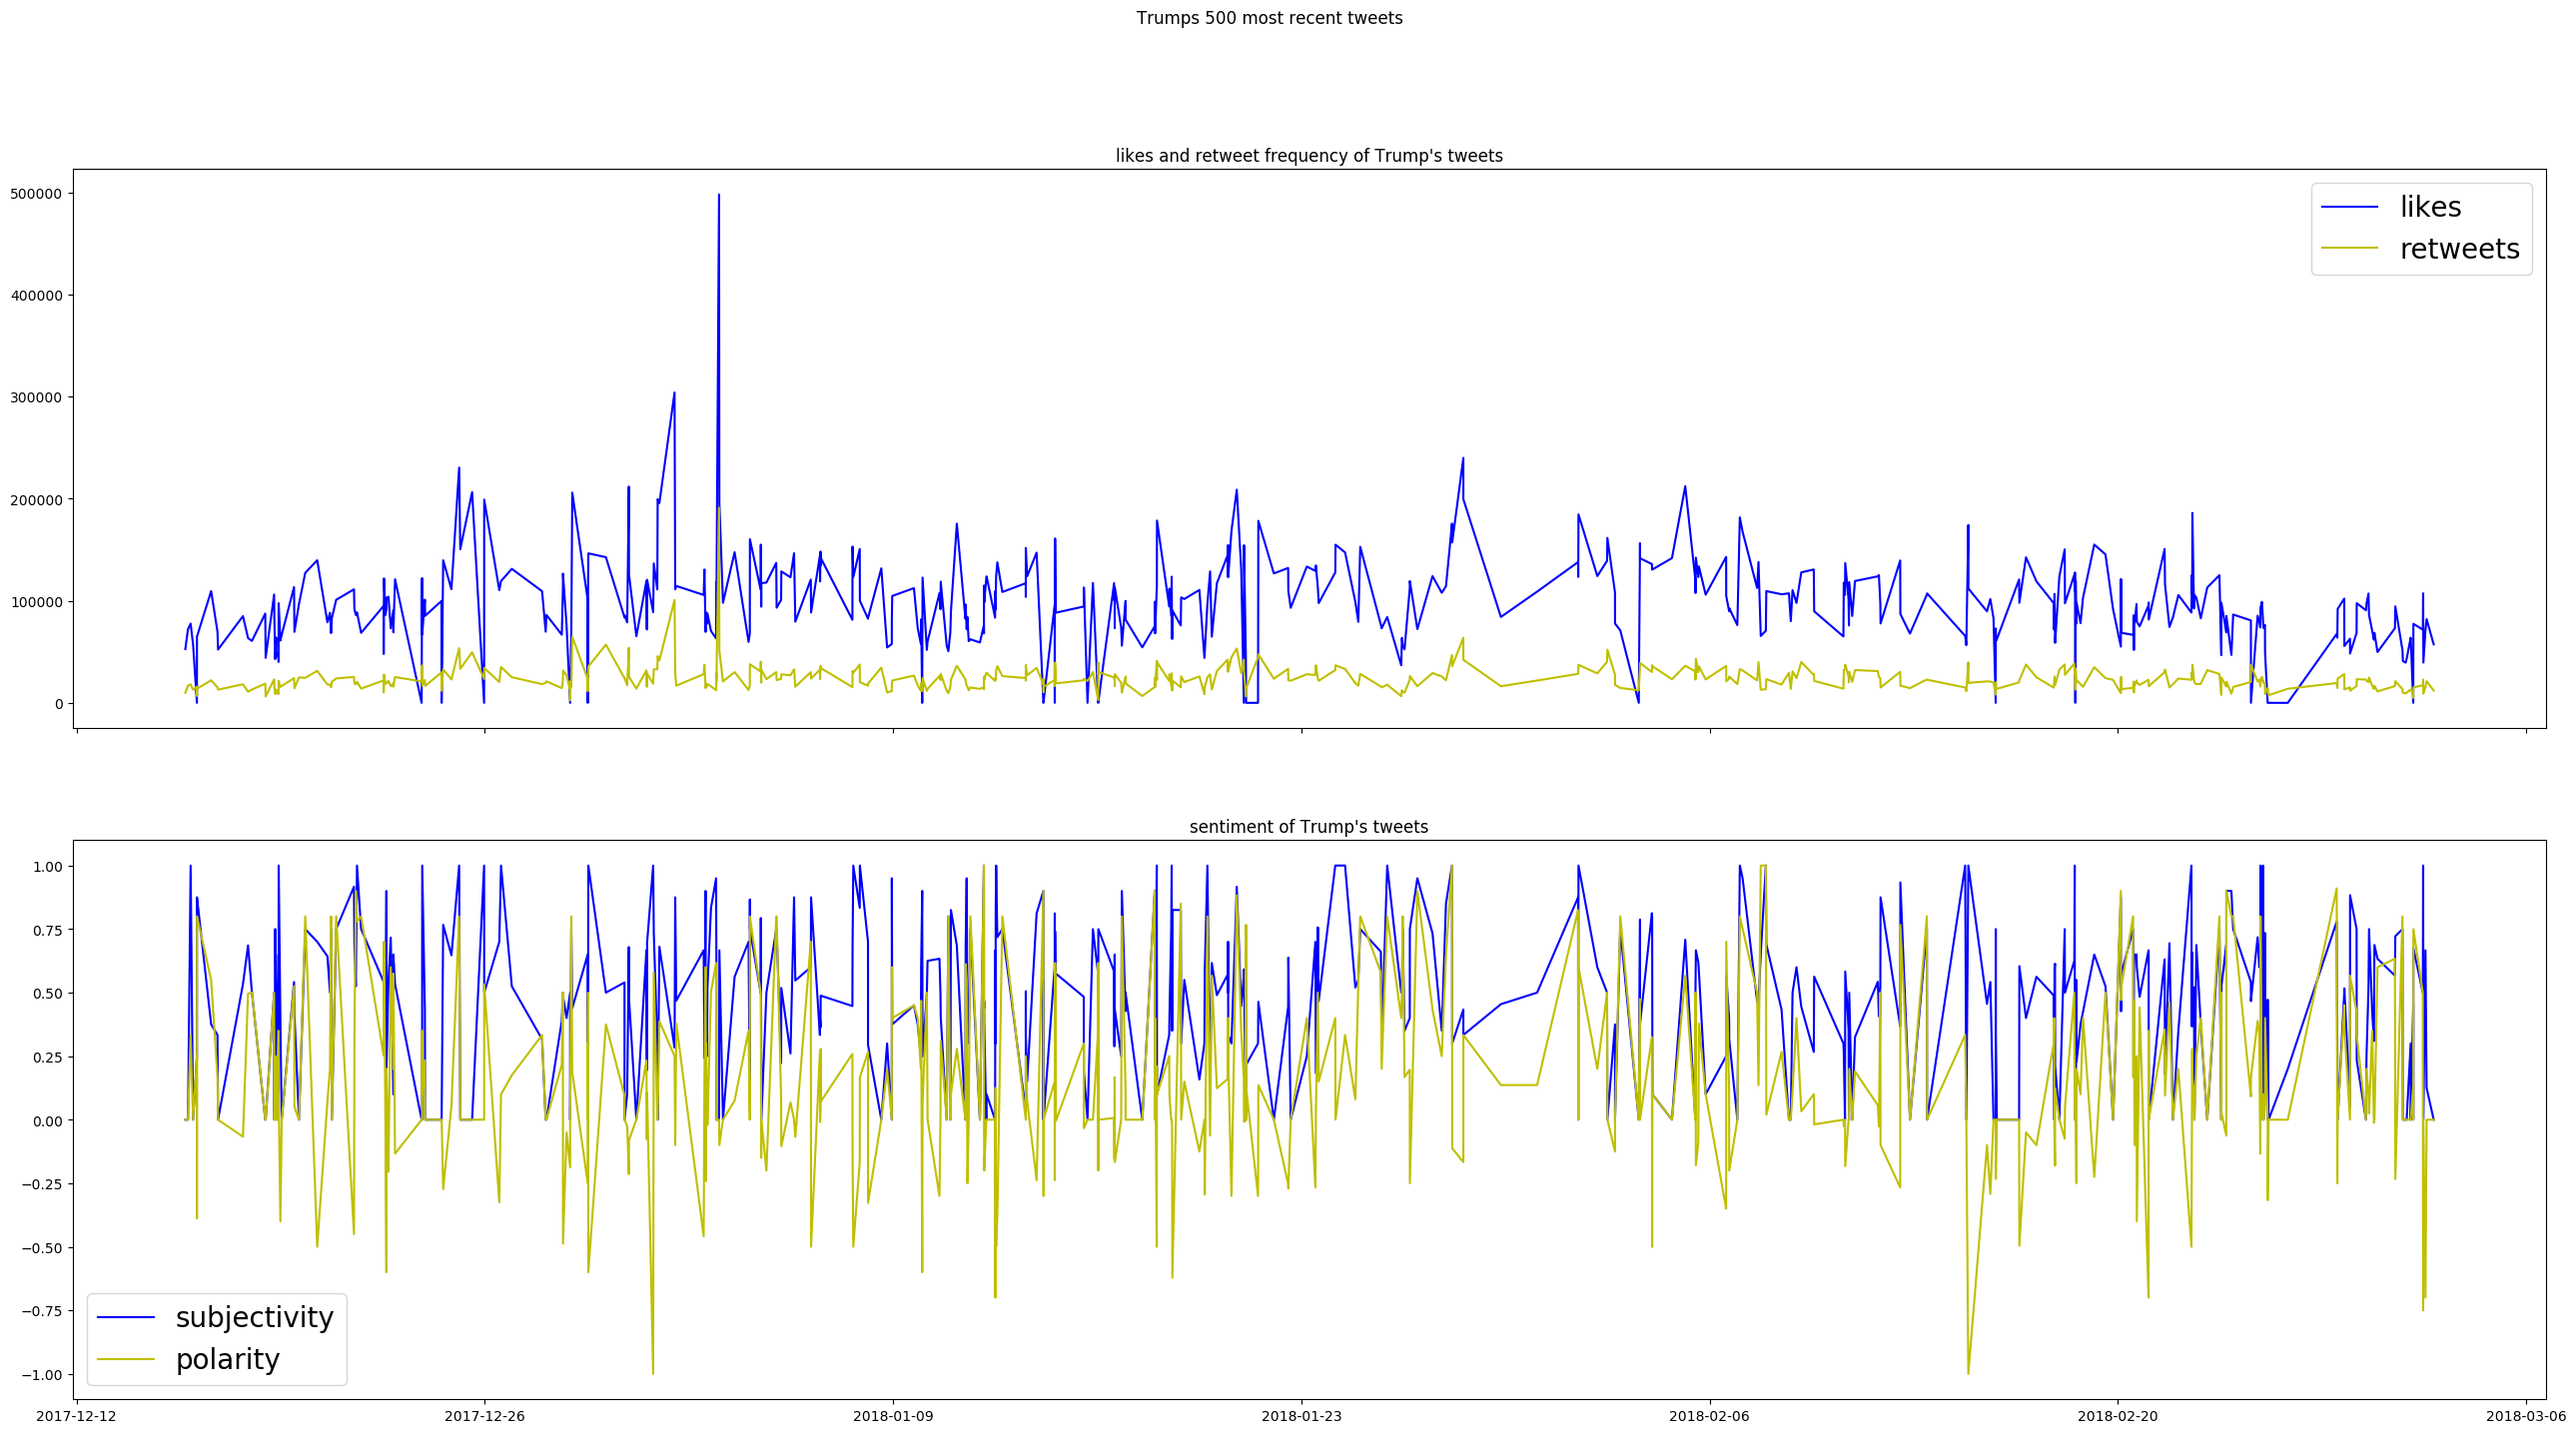 Trumps 500 most recent tweets
likes and retweet frequency of Trump's tweets
500000
400000
300000
200000
100000
0
likes
retweets
sentiment of Trump's tweets
1.00
0.75
0.50
0.25
0.00
−0.25
−0.50
−0.75
−1.00
subjectivity
polarity
2017-12-12 2017-12-26 2018-01-09 2018-01-23 2018-02-06 2018-02-20 2018-03-06